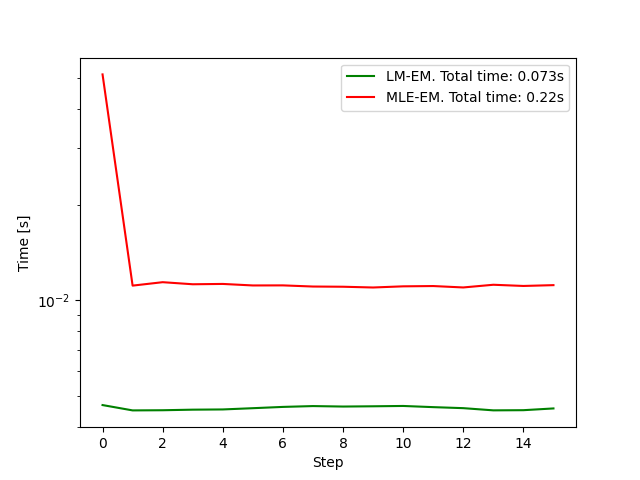 LM-EM. Total time: 0.073s
MLE-EM. Total time: 0.22s
Time [s]
10⁻²
0 2 4 6 8 10 12 14
Step